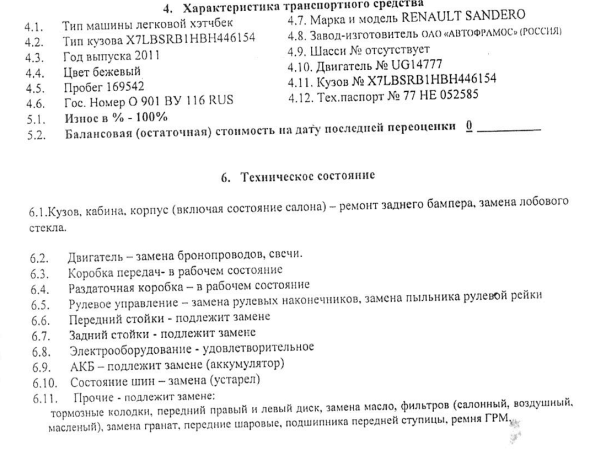 4. Характеристика транспортного средства
4.1. Тип машины легковой хэтчбек
4.2. Тип кузова X7LBSRB1HBH446154
4.3. Год выпуска 2011
4.4. Цвет бежевый
4.5. Пробег 169542
4.6. Гос. Номер О 901 ВУ 116 RUS
4.7. Марка и модель RENAULT SANDERO
4.8. Завод-изготовитель ОАО «АВТОФРАМОС» (РОССИЯ)
4.9. Шасси № отсутствует
4.10. Двигатель № UG14777
4.11. Кузов № X7LBSRB1HBH446154
4.12. Тех.паспорт № 77 НЕ 052585
5.1. Износ в % - 100%
5.2. Балансовая (остаточная) стоимость на дату последней переоценки 0
6. Техническое состояние
6.1.Кузов, кабина, корпус (включая состояние салона) – ремонт заднего бампера, замена лобового
стекла.
6.2. Двигатель – замена бронопроводов, свечи.
6.3. Коробка передач- в рабочем состояние
6.4. Раздаточная коробка – в рабочем состояние
6.5. Рулевое управление – замена рулевых наконечников, замена пыльника рулевой рейки
6.6. Передний стойки - подлежит замене
6.7. Задний стойки - подлежит замене
6.8. Электрооборудование - удовлетворительное
6.9. АКБ – подлежит замене (аккумулятор)
6.10. Состояние шин – замена (устарел)
6.11. Прочие - подлежит замене:
тормозные колодки, передний правый и левый диск, замена масло, фильтров (салонный, воздушный,
масленый), замена гранат, передние шаровые, подшипника передней ступицы, ремня ГРМ,